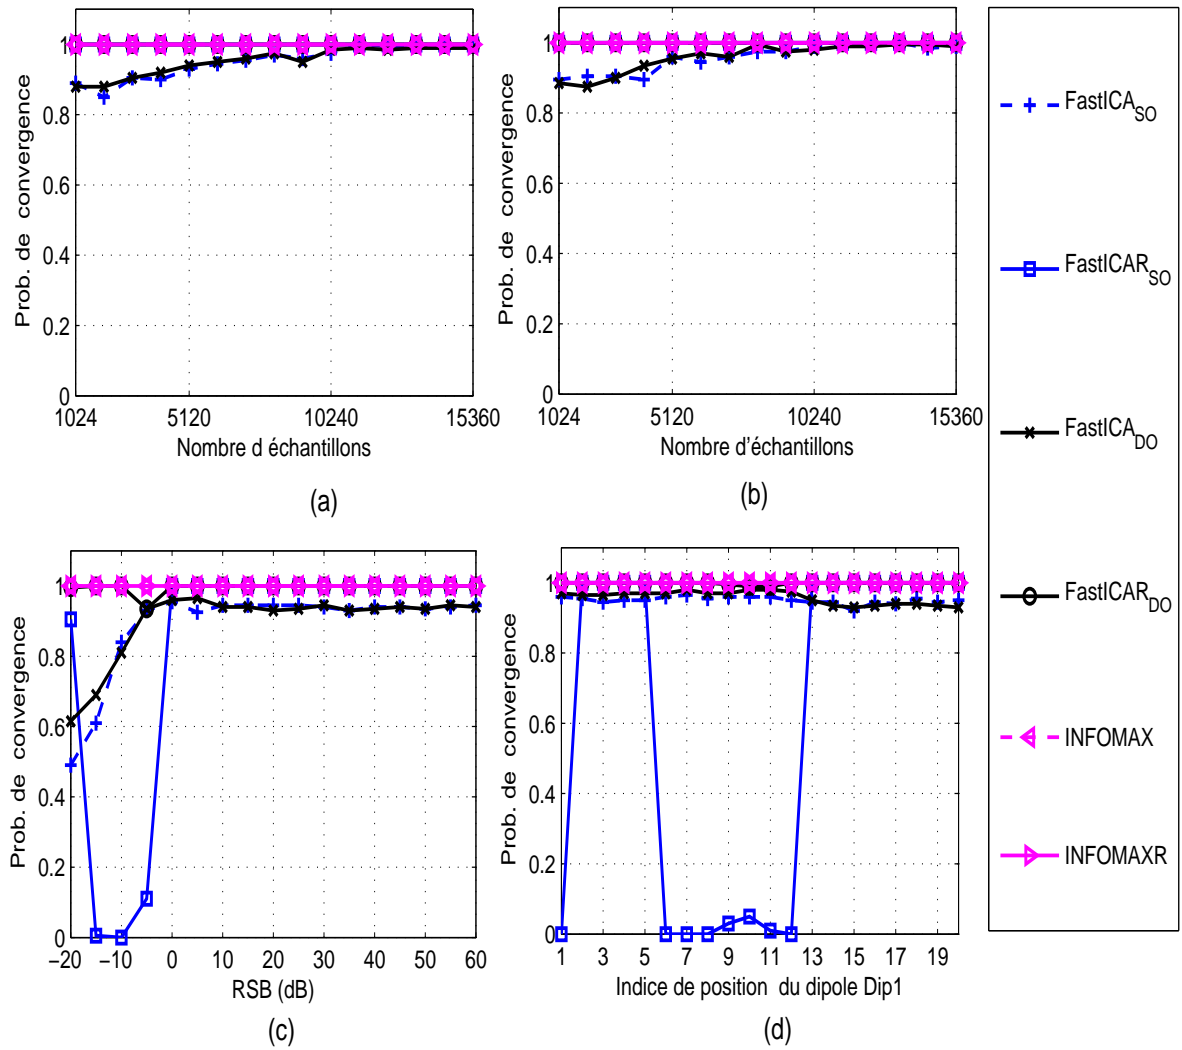 Prob. de convergence
1
0.8
0.6
0.4
0.2
0
1024
5120
10240
15360
Nombre d échantillons
(a)
Prob. de convergence
1
0.8
0.6
0.4
0.2
0
1024
5120
10240
15360
Nombre d'échantillons
(b)
Prob. de convergence
1
0.8
0.6
0.4
0.2
0
−20
−10
0
10
20
30
40
50
60
RSB (dB)
(c)
Prob. de convergence
1
0.8
0.6
0.4
0.2
0
1
3
5
7
9
11
13
15
17
19
Indice de position du dipole Dip1
(d)
FastICA_SO
FastICAR_SO
FastICA_DO
FastICAR_DO
INFOMAX
INFOMAXR